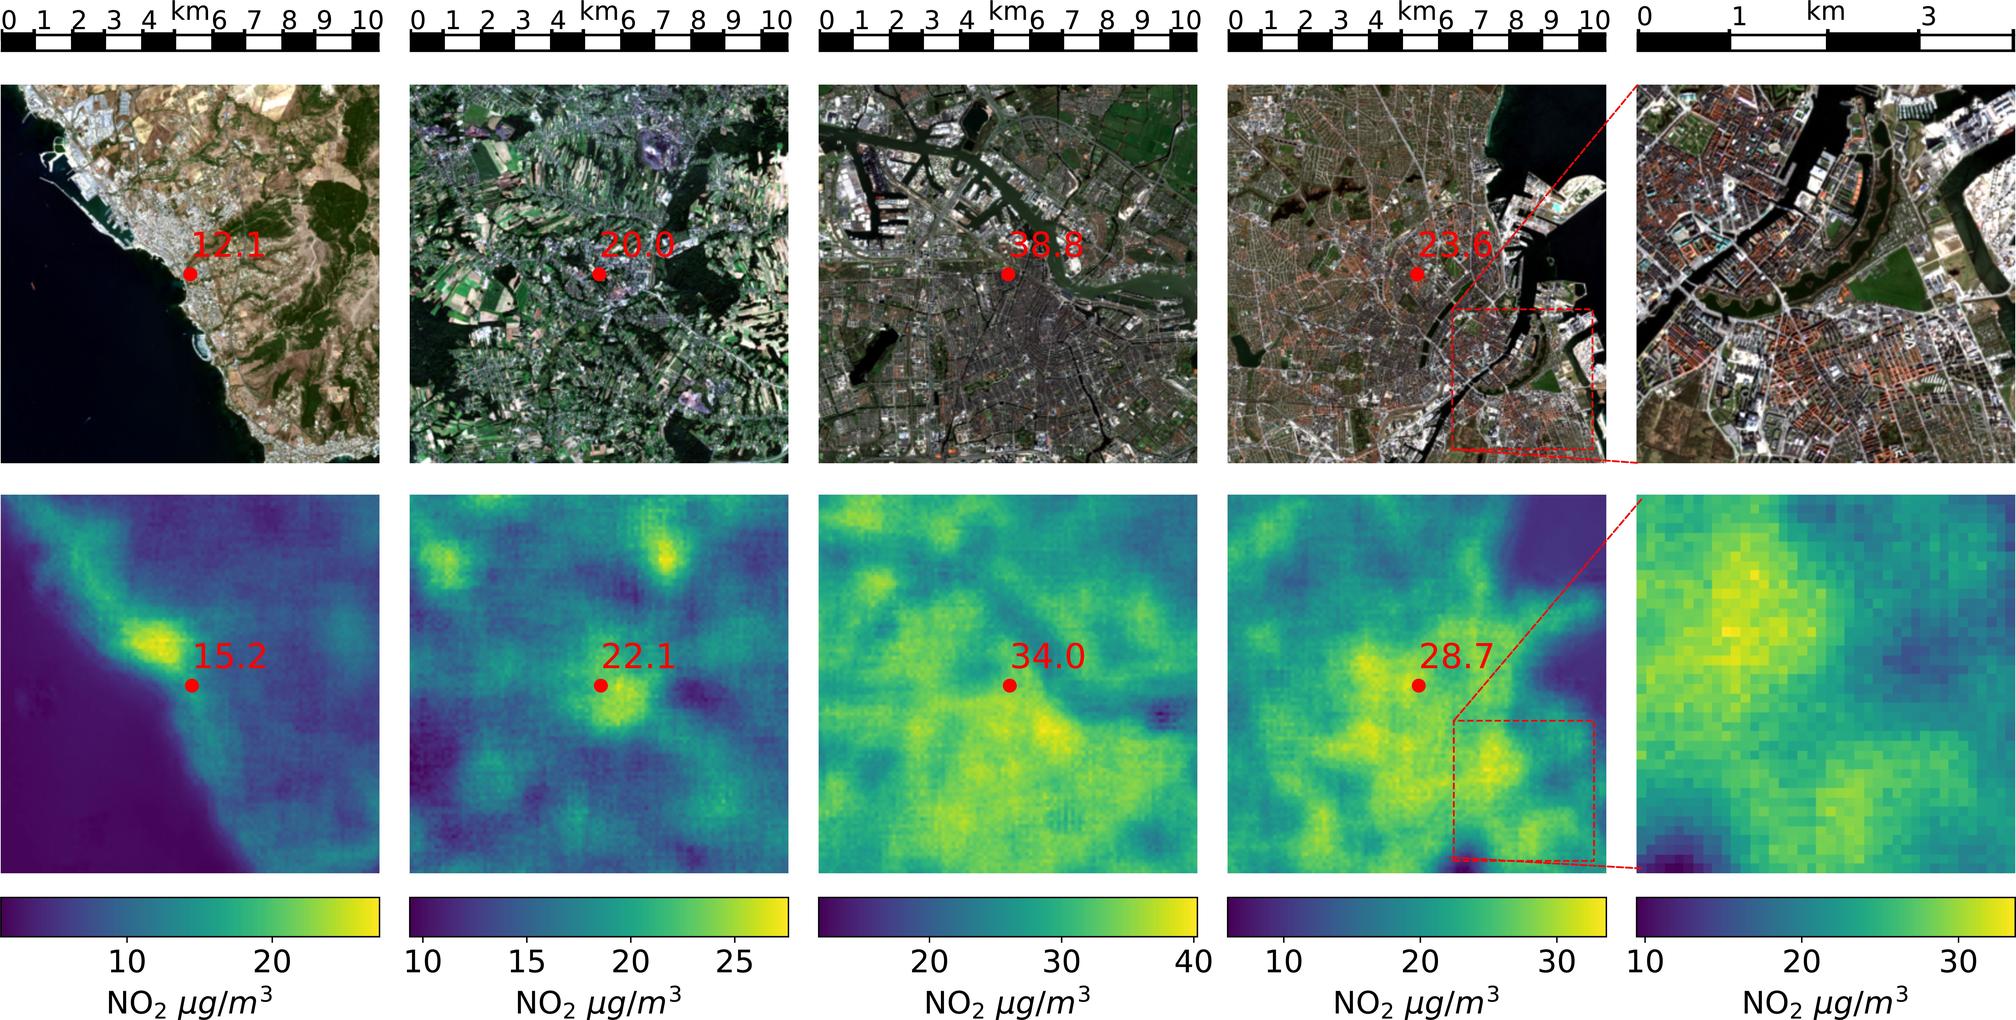 0 1 2 3 4 km 6 7 8 10
0 1 2 3 4 km 6 7 8 10
0 1 2 3 4 km 6 7 8 10
0 1 2 3 4 km 6 7 8 9 10
0 1 km 3
12.1
20.0
38.8
23.6
15.2
22.1
34.0
28.7
10 20
10 15 20 25
20 30 40
10 20 30
10 20 30
NO₂ μg/m³
NO₂ μg/m³
NO₂ μg/m³
NO₂ μg/m³
NO₂ μg/m³